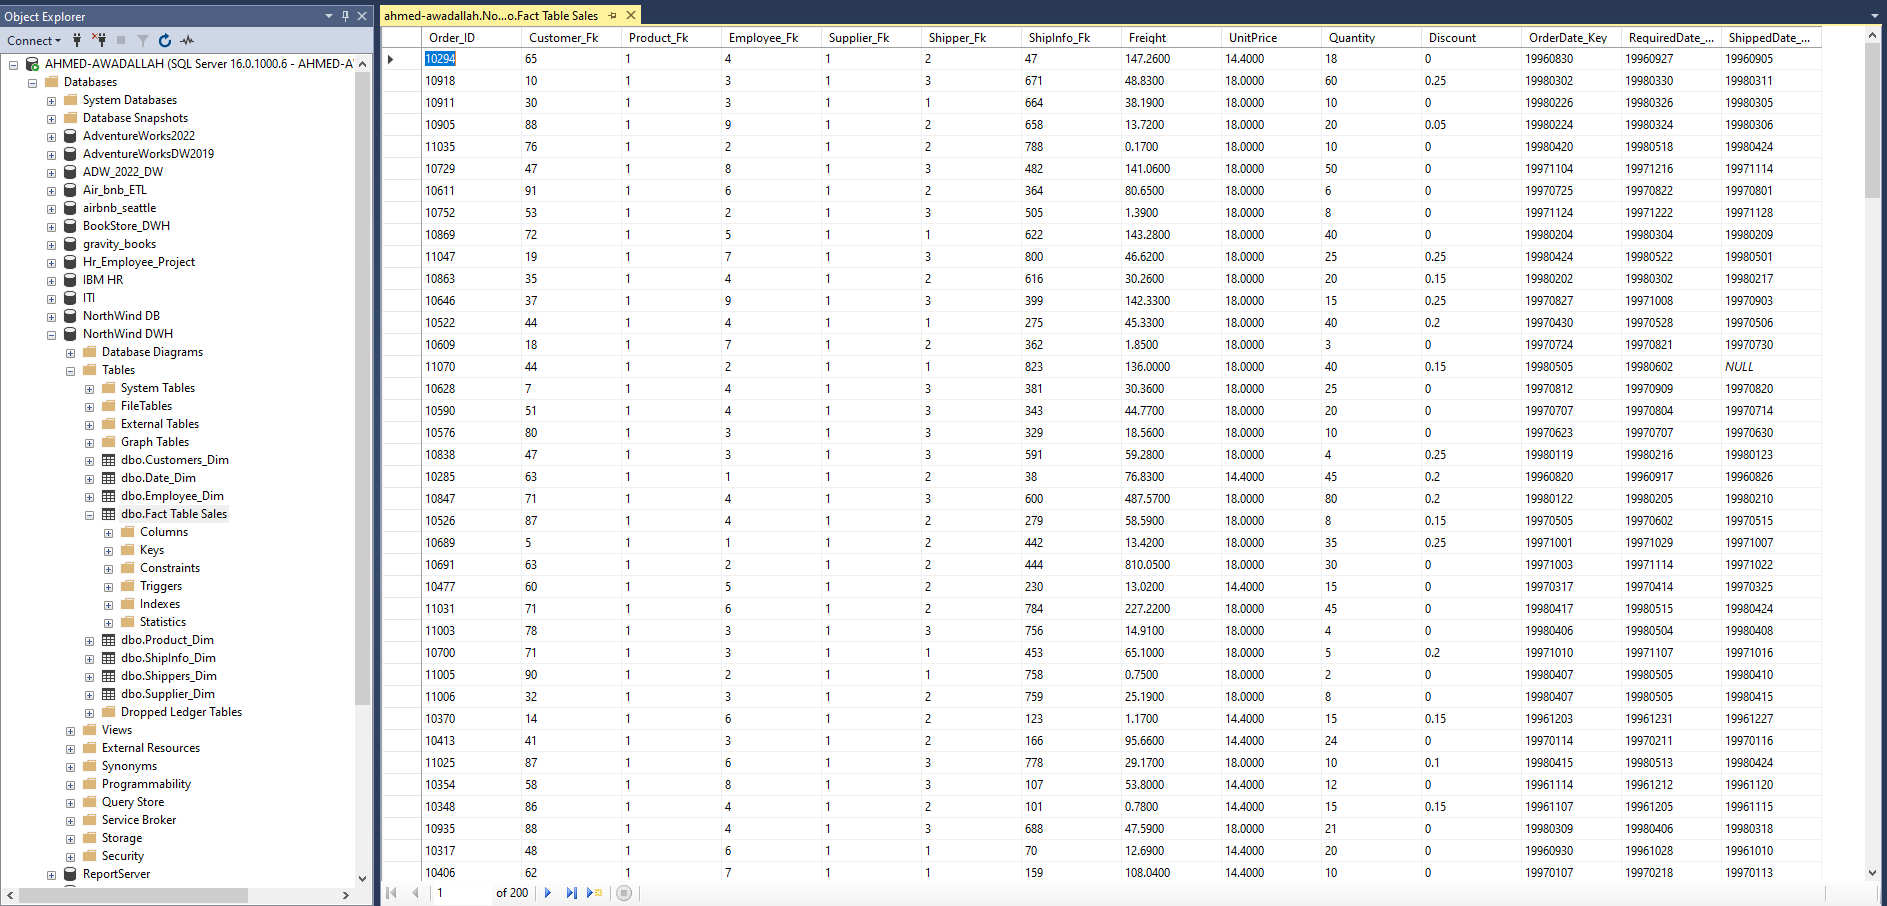 Object Explorer
Connect
AHMED-AWADALLAH (SQL Server 16.0.1000.6 - AHMED-A
Databases
System Databases
Database Snapshots
AdventureWorks2022
AdventureWorksDW2019
ADW_2022_DW
Air_bnb_ETL
airbnb_seattle
BookStore_DWH
gravity_books
Hr_Employee_Project
IBM HR
ITI
NorthWind DB
NorthWind DWH
Database Diagrams
Tables
System Tables
FileTables
External Tables
Graph Tables
dbo.Customers_Dim
dbo.Date_Dim
dbo.Employee_Dim
dbo.Fact Table Sales
Columns
Keys
Constraints
Triggers
Indexes
Statistics
dbo.Product_Dim
dbo.ShipInfo_Dim
dbo.Shippers_Dim
dbo.Supplier_Dim
Dropped Ledger Tables
Views
External Resources
Synonyms
Programmability
Query Store
Service Broker
Storage
Security
ReportServer
ahmed-awadallah.No...o.Fact Table Sales
Order_ID Customer_Fk Product_Fk Employee_Fk Supplier_Fk Shipper_Fk ShipInfo_Fk Freight UnitPrice Quantity Discount OrderDate_Key RequiredDate_... ShippedDate_...
10294 65 1 4 1 2 47 147.2600 14.4000 18 0 19960830 19960927 19960905
10918 10 1 3 1 3 671 48.8300 18.0000 60 0.25 19980302 19980330 19980311
10911 30 1 3 1 1 664 38.1900 18.0000 10 0 19980226 19980326 19980305
10905 88 1 9 1 2 658 13.7200 18.0000 20 0.05 19980224 19980324 19980306
11035 76 1 2 1 2 788 0.1700 18.0000 10 0 19980420 19980518 19980424
10729 47 1 8 1 3 482 141.0600 18.0000 50 0 19971104 19971216 19971114
10611 91 1 6 1 2 364 80.6500 18.0000 6 0 19970725 19970822 19970801
10752 53 1 2 1 3 505 1.3900 18.0000 8 0 19971124 19971222 19971128
10869 72 1 5 1 1 622 143.2800 18.0000 40 0 19980204 19980304 19980209
11047 19 1 7 1 3 800 46.6200 18.0000 25 0.25 19980424 19980522 19980501
10863 35 1 4 1 2 616 30.2600 18.0000 20 0.15 19980202 19980302 19980217
10646 37 1 9 1 3 399 142.3300 18.0000 15 0.25 19970827 19971008 19970903
10522 44 1 4 1 1 275 45.3300 18.0000 40 0.2 19970430 19970528 19970506
10609 18 1 7 1 2 362 1.8500 18.0000 3 0 19970724 19970821 19970730
11070 44 1 2 1 1 823 136.0000 18.0000 40 0.15 19980505 19980602 NULL
10628 7 1 4 1 3 381 30.3600 18.0000 25 0 19970812 19970909 19970820
10590 51 1 4 1 3 343 44.7700 18.0000 20 0 19970707 19970804 19970714
10576 80 1 3 1 3 329 18.5600 18.0000 10 0 19970623 19970707 19970630
10838 47 1 3 1 3 591 59.2800 18.0000 4 0.25 19980119 19980216 19980123
10285 63 1 1 1 2 38 76.8300 14.4000 45 0.2 19960820 19960917 19960826
10847 71 1 4 1 3 600 487.5700 18.0000 80 0.2 19980122 19980205 19980210
10526 87 1 4 1 2 279 58.5900 18.0000 8 0.15 19970505 19970602 19970515
10689 5 1 1 1 2 442 13.4200 18.0000 35 0.25 19971001 19971029 19971007
10691 63 1 2 1 2 444 810.0500 18.0000 30 0 19971003 19971114 19971022
10477 60 1 5 1 2 230 13.0200 14.4000 15 0 19970317 19970414 19970325
11031 71 1 6 1 2 784 227.2200 18.0000 45 0 19980417 19980515 19980424
11003 78 1 3 1 3 756 14.9100 18.0000 4 0 19980406 19980504 19980408
10700 71 1 3 1 1 453 65.1000 18.0000 5 0.2 19971010 19971107 19971016
11005 90 1 2 1 1 758 0.7500 18.0000 2 0 19980407 19980505 19980410
11006 32 1 3 1 2 759 25.1900 18.0000 8 0 19980407 19980505 19980415
10370 14 1 6 1 2 123 1.1700 14.4000 15 0.15 19961203 19961231 19961227
10413 41 1 3 1 2 166 95.6600 14.4000 24 0 19970114 19970211 19970116
11025 87 1 6 1 3 778 29.1700 18.0000 10 0.1 19980415 19980513 19980424
10354 58 1 8 1 3 107 53.8000 14.4000 12 0 19961114 19961212 19961120
10348 86 1 4 1 2 101 0.7800 14.4000 15 0.15 19961107 19961205 19961115
10935 88 1 4 1 3 688 47.5900 18.0000 21 0 19980309 19980406 19980318
10317 48 1 6 1 1 70 12.6900 14.4000 20 0 19960930 19961028 19961010
10406 62 1 7 1 1 159 108.0400 14.4000 10 0 19970107 19970218 19970113
1 of 200